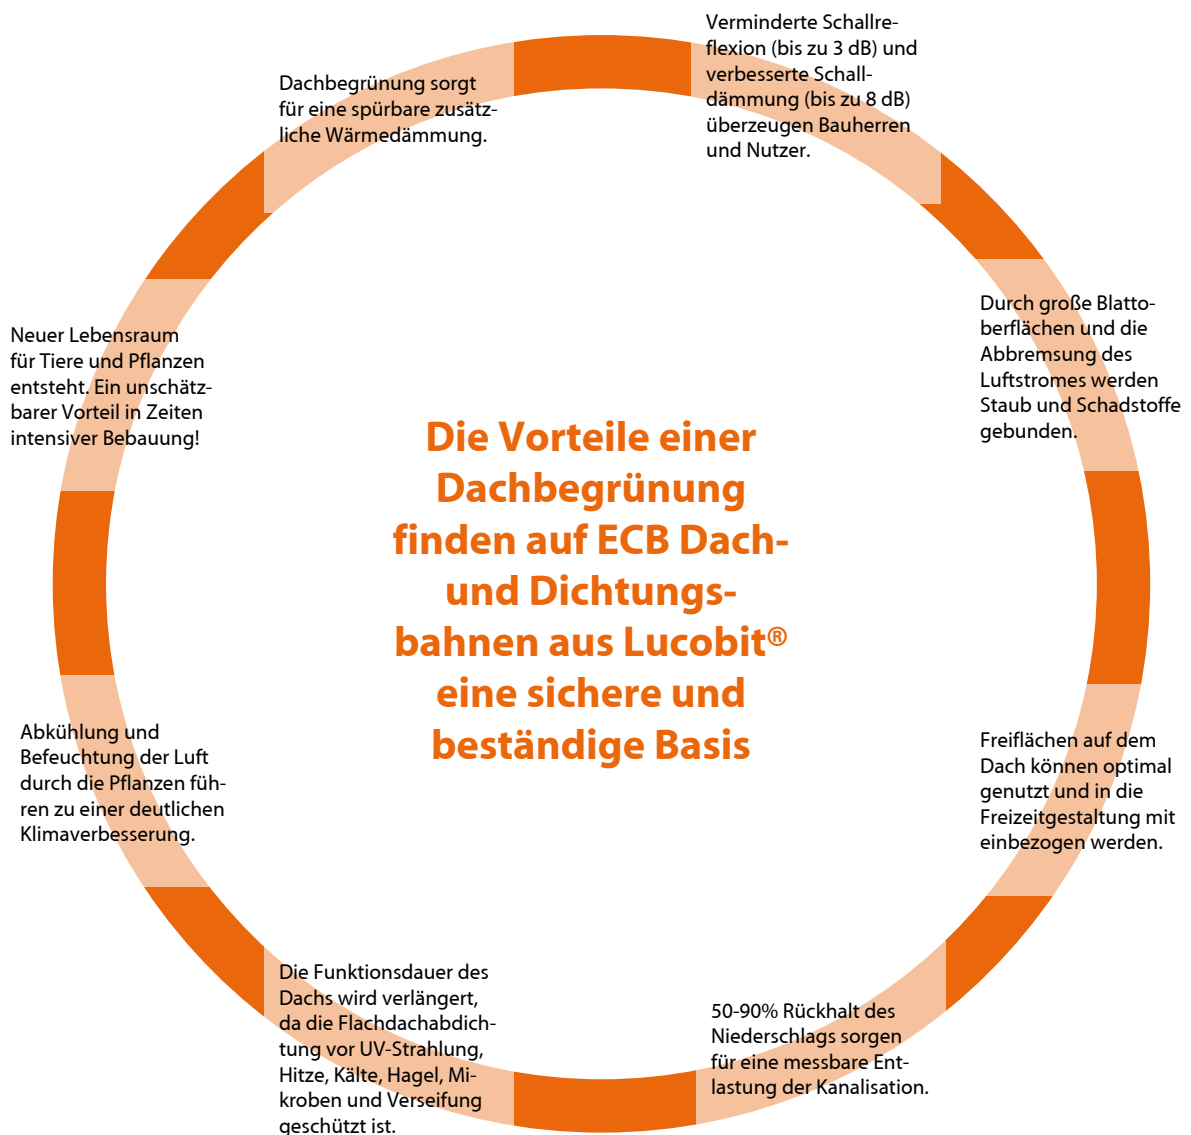 Dachbegrünung sorgt
für eine spürbare zusätz-
liche Wärmedämmung.
Verminderte Schallre-
flexion (bis zu 3 dB) und
verbesserte Schall-
dämmung (bis zu 8 dB)
überzeugen Bauherren
und Nutzer.
Durch große Blatto-
berflächen und die
Abbremsung des
Luftstromes werden
Staub und Schadstoffe
gebunden.
Freiflächen auf dem
Dach können optimal
genutzt und in die
Freizeitgestaltung mit
einbezogen werden.
50-90% Rückhalt des
Niederschlags sorgen
für eine messbare Ent-
lastung der Kanalisation.
Die Funktionsdauer des
Dachs wird verlängert,
da die Flachdachabdich-
tung vor UV-Strahlung,
Hitze, Kälte, Hagel, Mi-
kroben und Verseifung
geschützt ist.
Abkühlung und
Befeuchtung der Luft
durch die Pflanzen füh-
ren zu einer deutlichen
Klimaverbesserung.
Neuer Lebensraum
für Tiere und Pflanzen
entsteht. Ein unschätz-
barer Vorteil in Zeiten
intensiver Bebauung!
Die Vorteile einer
Dachbegrünung
finden auf ECB Dach-
und Dichtungs-
bahnen aus Lucobit®
eine sichere und
beständige Basis